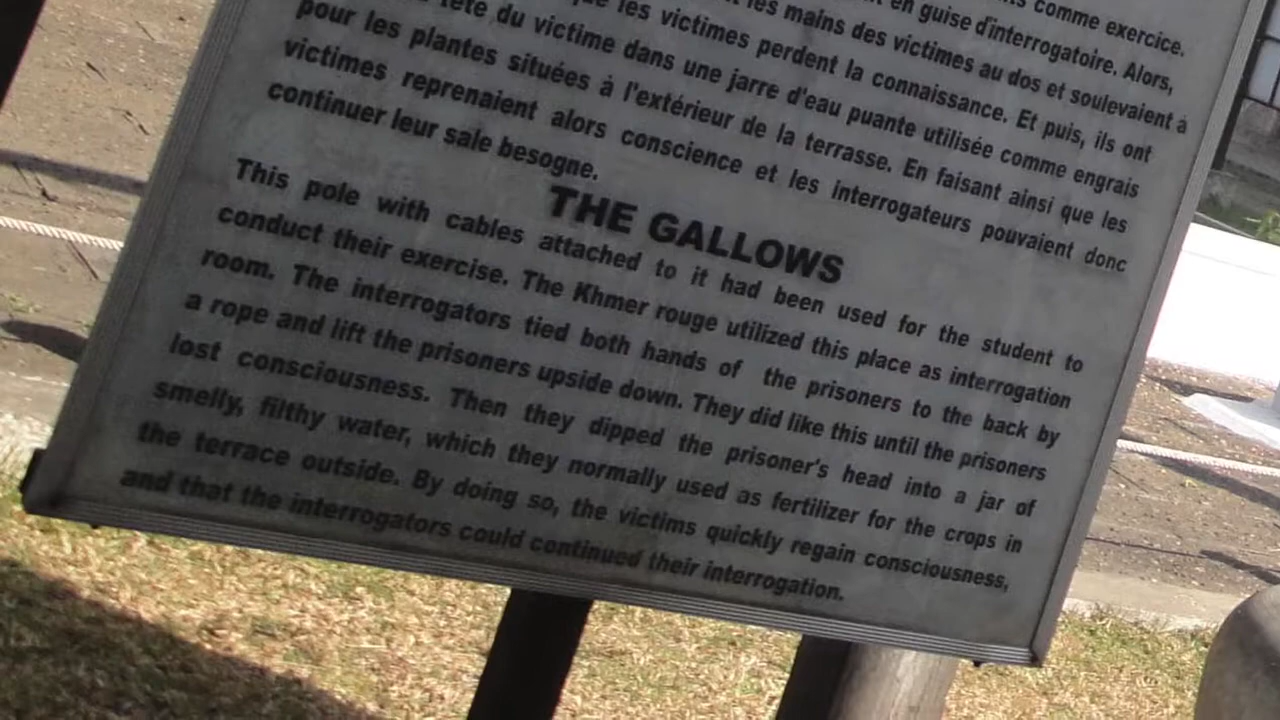 comme exercice.
en guise d'interrogatoire. Alors,
les mains des victimes au dos et soulevaient à
que les victimes perdent la connaissance. Et puis, ils ont
tête du victime dans une jarre d'eau puante utilisée comme engrais
pour les plantes situées à l'extérieur de la terrasse. En faisant ainsi que les
victimes reprenaient alors conscience et les interrogateurs pouvaient donc
continuer leur sale besogne.
THE GALLOWS
This pole with cables attached to it had been used for the student to
conduct their exercise. The Khmer rouge utilized this place as interrogation
room. The interrogators tied both hands of the prisoners to the back by
a rope and lift the prisoners upside down. They did like this until the prisoners
lost consciousness. Then they dipped the prisoner's head into a jar of
smelly, filthy water, which they normally used as fertilizer for the crops in
the terrace outside. By doing so, the victims quickly regain consciousness,
and that the interrogators could continued their interrogation.